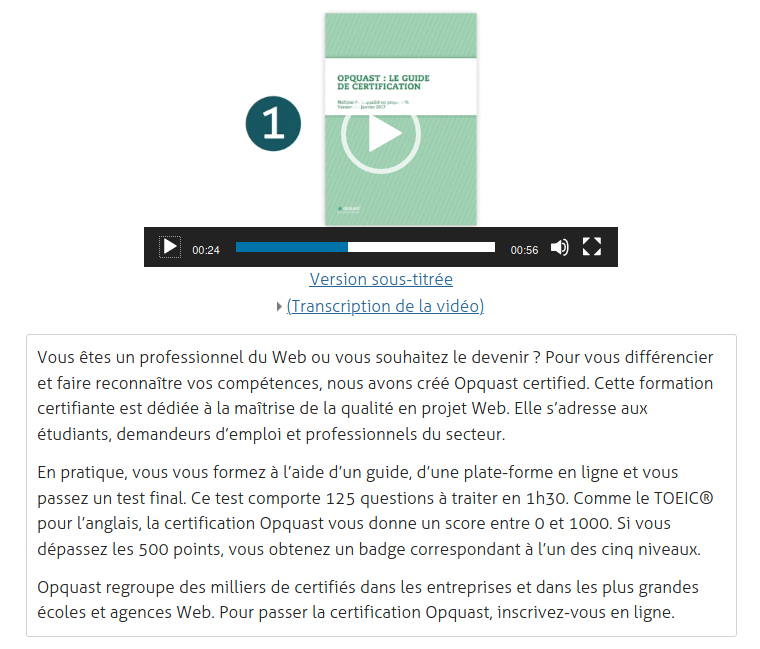 1
OPQUAST : LE GUIDE
DE CERTIFICATION
OPQUAST
00:24
00:56
Version sous-titrée
(Transcription de la vidéo)
Vous êtes un professionnel du Web ou vous souhaitez le devenir ? Pour vous différencier
et faire reconnaître vos compétences, nous avons créé Opquast certified. Cette formation
certifiante est dédiée à la maîtrise de la qualité en projet Web. Elle s’adresse aux
étudiants, demandeurs d’emploi et professionnels du secteur.
En pratique, vous vous formez à l’aide d’un guide, d’une plate-forme en ligne et vous
passez un test final. Ce test comporte 125 questions à traiter en 1h30. Comme le TOEIC®
pour l’anglais, la certification Opquast vous donne un score entre 0 et 1000. Si vous
dépassez les 500 points, vous obtenez un badge correspondant à l’un des cinq niveaux.
Opquast regroupe des milliers de certifiés dans les entreprises et dans les plus grandes
écoles et agences Web. Pour passer la certification Opquast, inscrivez-vous en ligne.